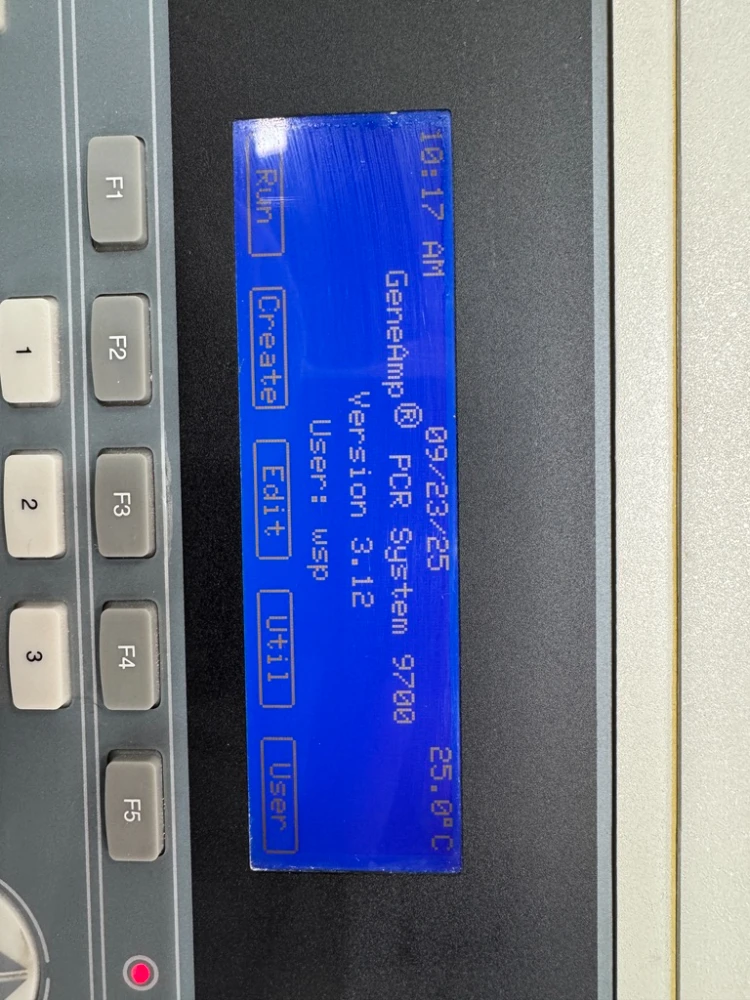 10:17 AM 09/23/25 25.0°C
GeneAmp® PCR System 9700
Version 3.12
User: wsp
Run Create Edit Util User
F1 F2 F3 F4 F5
1 2 3